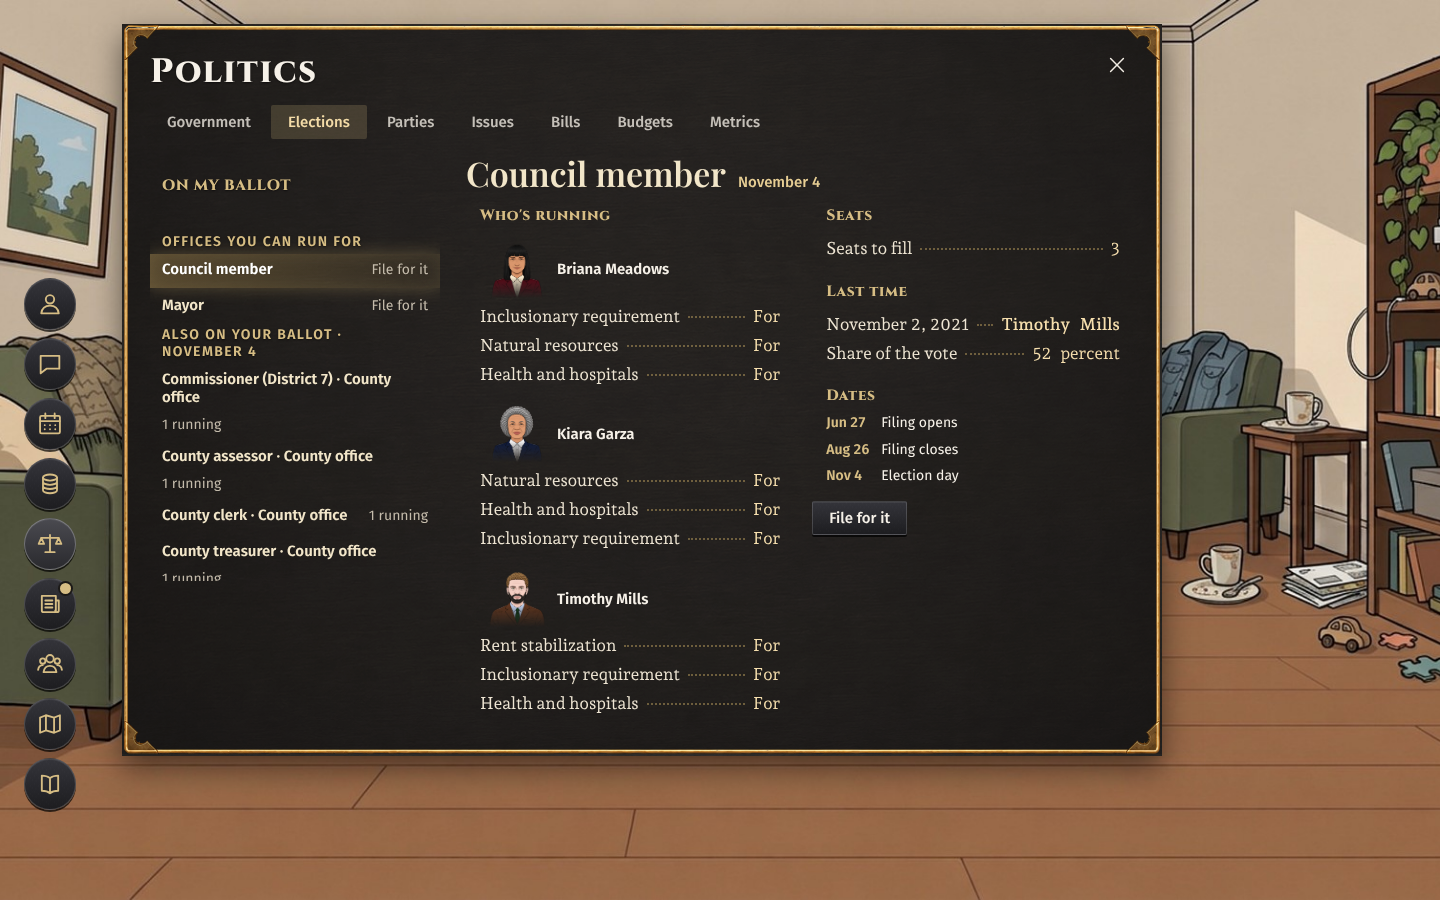 Politics
Government Elections Parties Issues Bills Budgets Metrics
ON MY BALLOT
OFFICES YOU CAN RUN FOR
Council member File for it
Mayor File for it
ALSO ON YOUR BALLOT ·
NOVEMBER 4
Commissioner (District 7) · County
office
1 running
County assessor · County office
1 running
County clerk · County office 1 running
County treasurer · County office
1 running
Council member November 4
Who's running
Briana Meadows
Inclusionary requirement For
Natural resources For
Health and hospitals For
Kiara Garza
Natural resources For
Health and hospitals For
Inclusionary requirement For
Timothy Mills
Rent stabilization For
Inclusionary requirement For
Health and hospitals For
Seats
Seats to fill 3
Last time
November 2, 2021 Timothy Mills
Share of the vote 52 percent
Dates
Jun 27 Filing opens
Aug 26 Filing closes
Nov 4 Election day
File for it